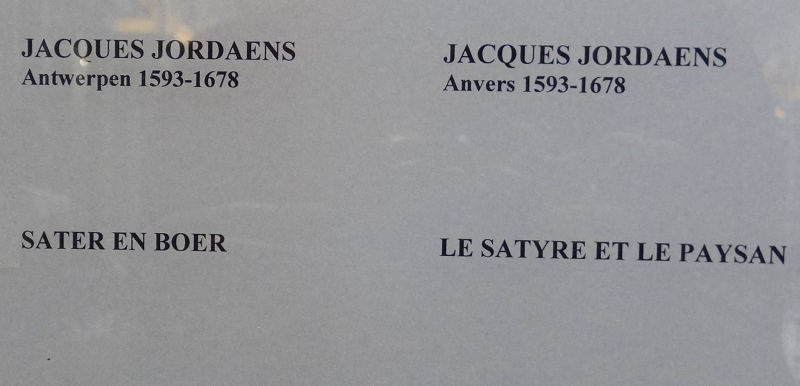 JACQUES JORDAENS
Antwerpen 1593-1678
SATER EN BOER
JACQUES JORDAENS
Anvers 1593-1678
LE SATYRE ET LE PAYSAN